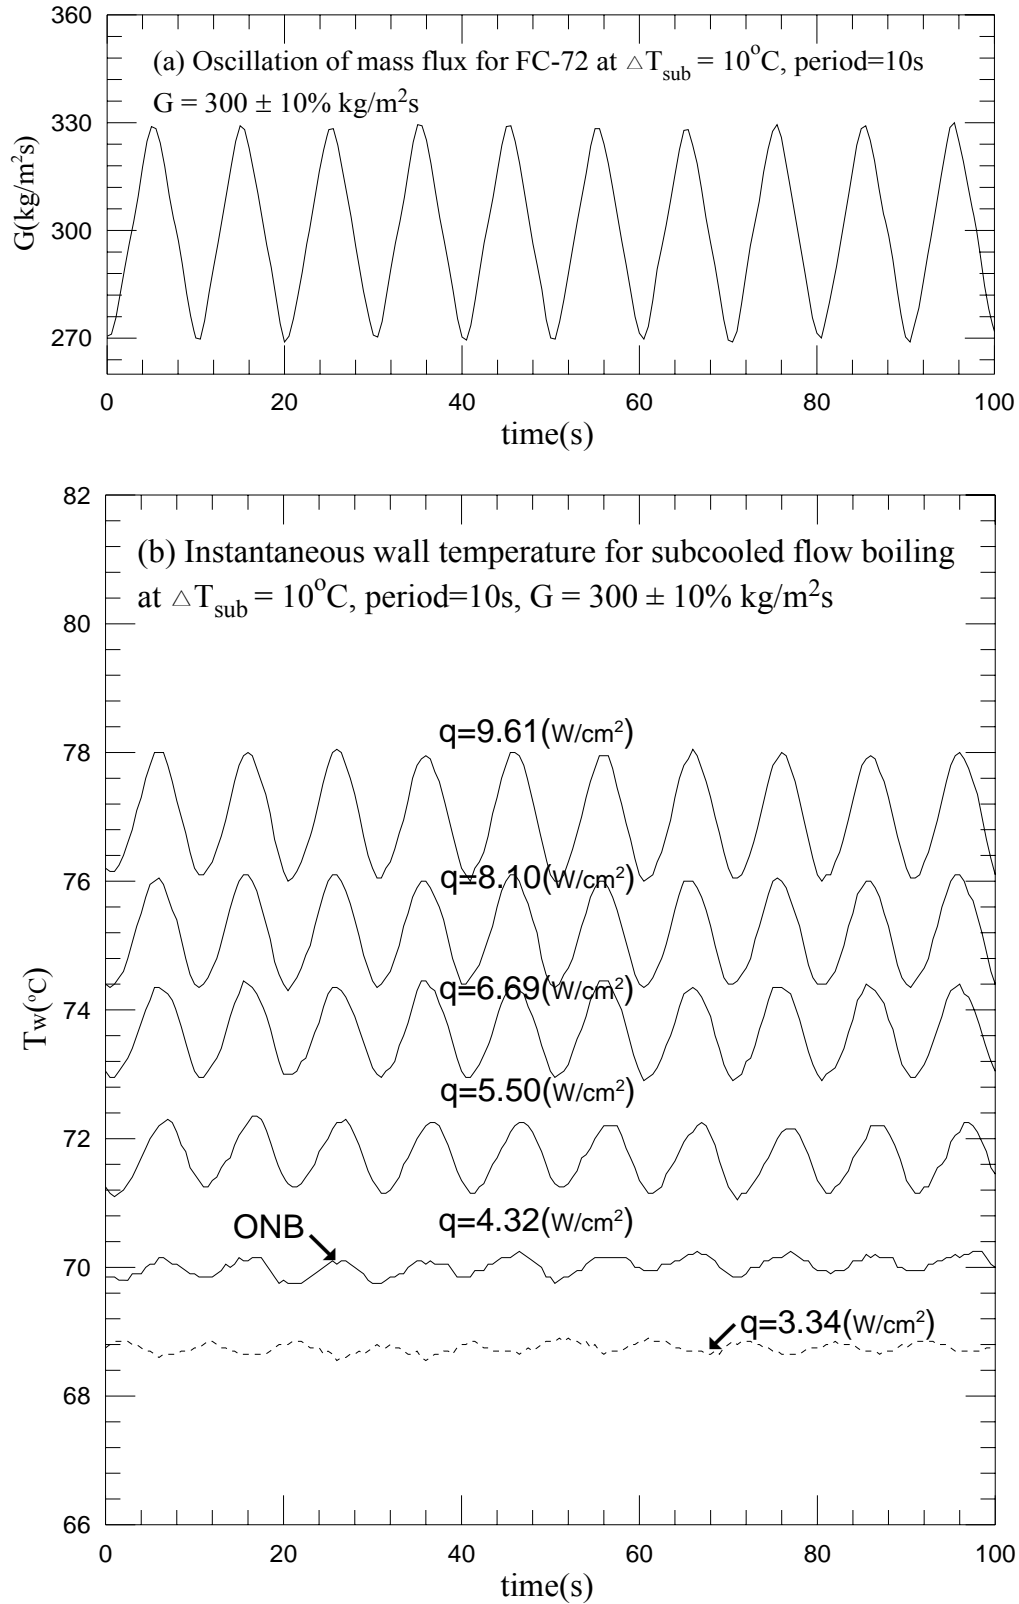 360
(a) Oscillation of mass flux for FC-72 at △T_sub = 10°C, period=10s
G = 300 ± 10% kg/m²s
330
300
270
G(kg/m²s)
0 20 40 60 80 100
time(s)
82
(b) Instantaneous wall temperature for subcooled flow boiling
at △T_sub = 10°C, period=10s, G = 300 ± 10% kg/m²s
80
q=9.61(W/cm²)
78
q=8.10(W/cm²)
76
q=6.69(W/cm²)
74
Tw(°C)
q=5.50(W/cm²)
72
q=4.32(W/cm²)
ONB
70
q=3.34(W/cm²)
68
66
0 20 40 60 80 100
time(s)